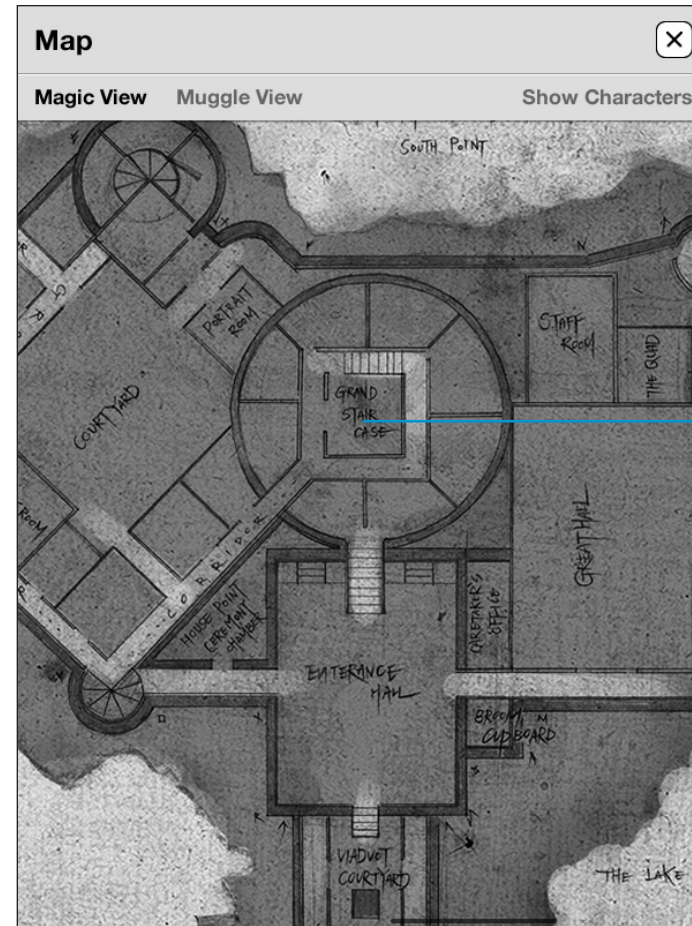 Map
Magic View Muggle View Show Characters
SOUTH POINT
PORTRAIT
ROOM
STAFF
ROOM
THE QUAD
GRAND
STAIR
CASE
COURTYARD
GREAT HALL
ROOM
CORRIDOR
HOUSE POINT
CEREMONY
CHAMBER
CARETAKER'S
OFFICE
ENTERANCE
HALL
BROOM
CUPBOARD
VIADUCT
COURTYARD
THE LAKE